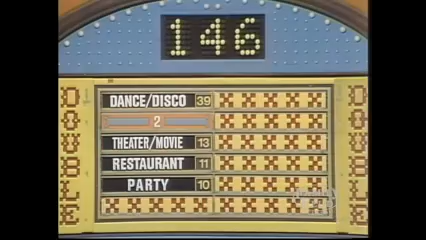 146
DOUBLE
DANCE/DISCO 39
2
THEATER/MOVIE 13
RESTAURANT 11
PARTY 10
DOUBLE